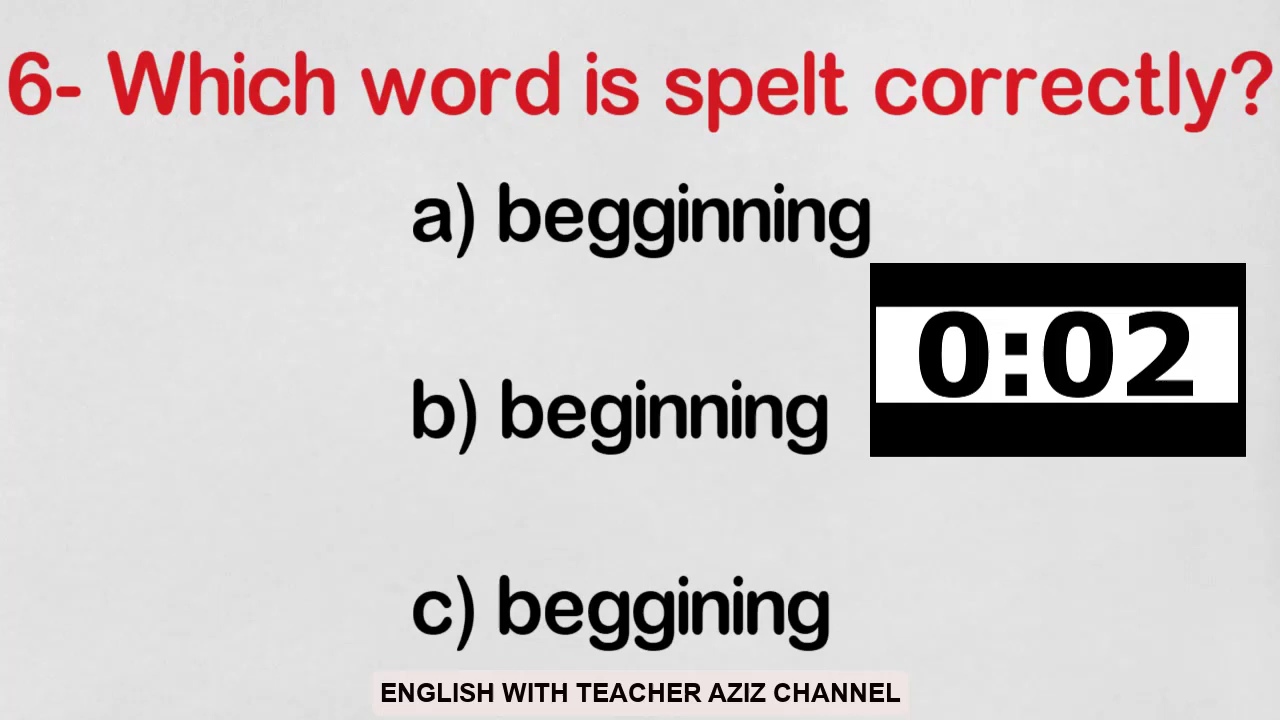 6- Which word is spelt correctly?
a) begginning
b) beginning
0:02
c) beggining
ENGLISH WITH TEACHER AZIZ CHANNEL